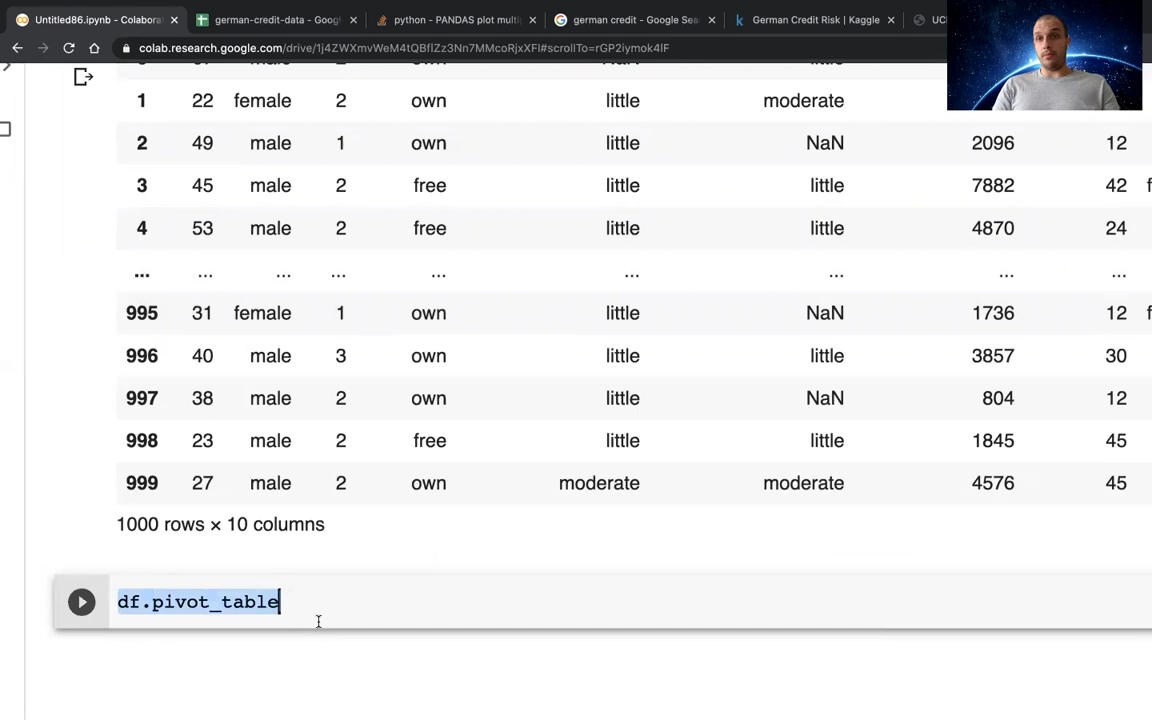 Untitled86.ipynb - Colabora
german-credit-data - Goog
python - PANDAS plot multi
german credit - Google Sea
German Credit Risk | Kaggle
UCI
colab.research.google.com/drive/1j4ZWXmvWeM4tQBfIZz3Nn7MMcoRjxXFl#scrollTo=rGP2iymok4IF
1 22 female 2 own little moderate
2 49 male 1 own little NaN 2096 12
3 45 male 2 free little little 7882 42 f
4 53 male 2 free little little 4870 24
... ... ... ... ... ... ... ... ...
995 31 female 1 own little NaN 1736 12 f
996 40 male 3 own little little 3857 30
997 38 male 2 own little NaN 804 12
998 23 male 2 free little little 1845 45
999 27 male 2 own moderate moderate 4576 45
1000 rows × 10 columns
df.pivot_table